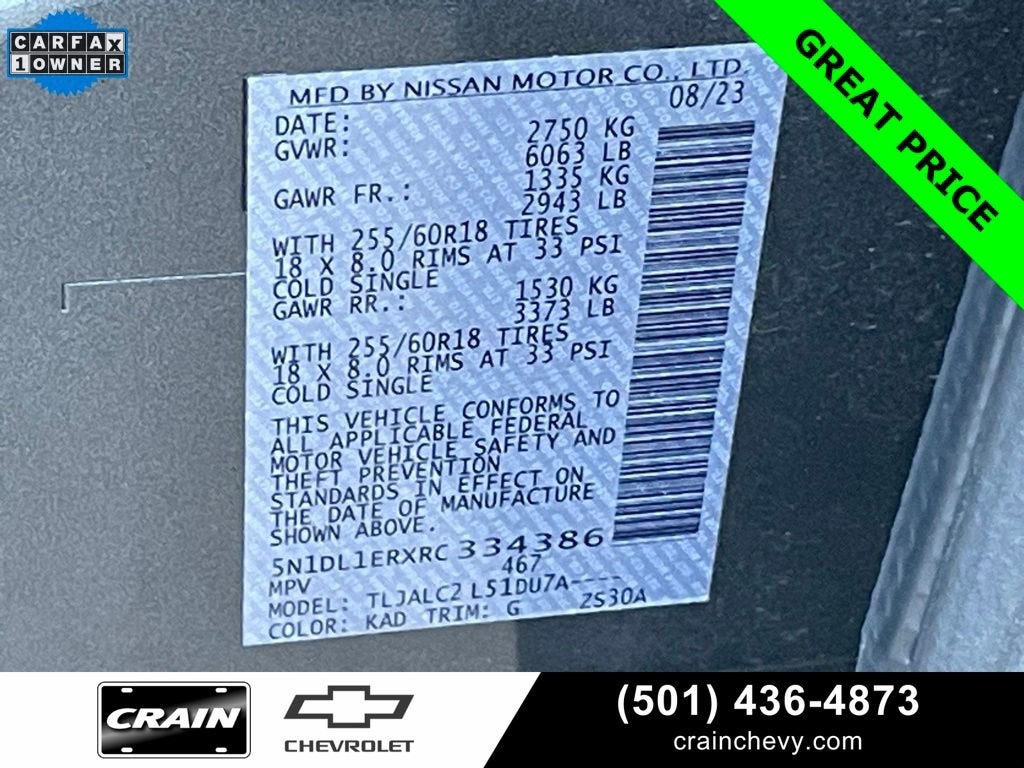 CARFAX
1 OWNER
GREAT PRICE
MFD BY NISSAN MOTOR CO., LTD.
DATE: 08/23
GVWR: 2750 KG
6063 LB
GAWR FR.: 1335 KG
2943 LB
WITH 255/60R18 TIRES
18 X 8.0 RIMS AT 33 PSI
COLD SINGLE
GAWR RR.: 1530 KG
3373 LB
WITH 255/60R18 TIRES
18 X 8.0 RIMS AT 33 PSI
COLD SINGLE
THIS VEHICLE CONFORMS TO
ALL APPLICABLE FEDERAL
MOTOR VEHICLE SAFETY AND
THEFT PREVENTION
STANDARDS IN EFFECT ON
THE DATE OF MANUFACTURE
SHOWN ABOVE.
5N1DL1ERXRC 334386
MPV 467
MODEL: TLJALC2 L51DU7A----
COLOR: KAD TRIM: G ZS30A
CRAIN
CHEVROLET
(501) 436-4873
crainchevy.com